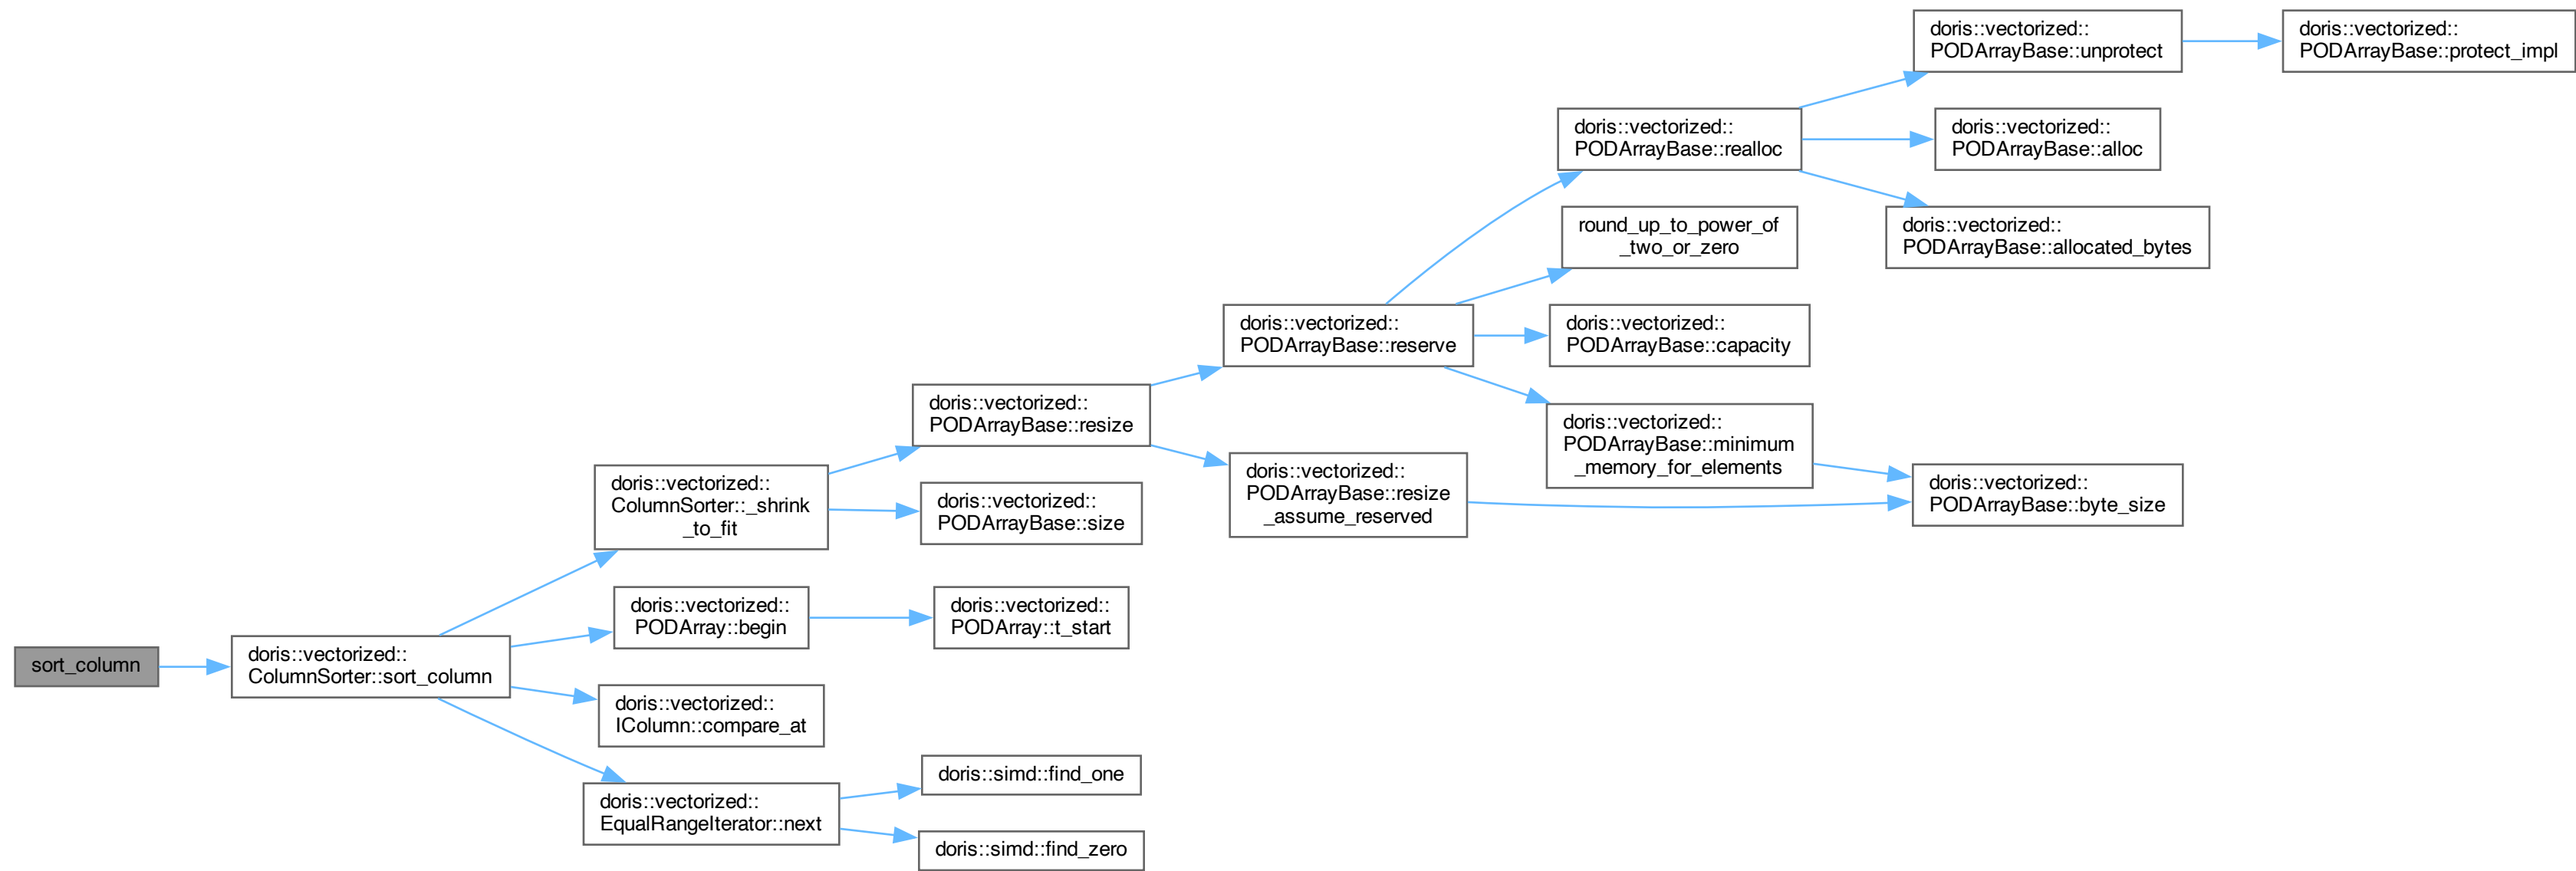 sort_column
doris::vectorized::
ColumnSorter::sort_column
doris::vectorized::
ColumnSorter::_shrink
_to_fit
doris::vectorized::
PODArrayBase::resize
doris::vectorized::
PODArrayBase::reserve
doris::vectorized::
PODArrayBase::realloc
doris::vectorized::
PODArrayBase::unprotect
doris::vectorized::
PODArrayBase::protect_impl
doris::vectorized::
PODArrayBase::alloc
doris::vectorized::
PODArrayBase::allocated_bytes
round_up_to_power_of
_two_or_zero
doris::vectorized::
PODArrayBase::capacity
doris::vectorized::
PODArrayBase::minimum
_memory_for_elements
doris::vectorized::
PODArrayBase::byte_size
doris::vectorized::
PODArrayBase::resize
_assume_reserved
doris::vectorized::
PODArrayBase::size
doris::vectorized::
PODArray::begin
doris::vectorized::
PODArray::t_start
doris::vectorized::
IColumn::compare_at
doris::vectorized::
EqualRangeIterator::next
doris::simd::find_one
doris::simd::find_zero